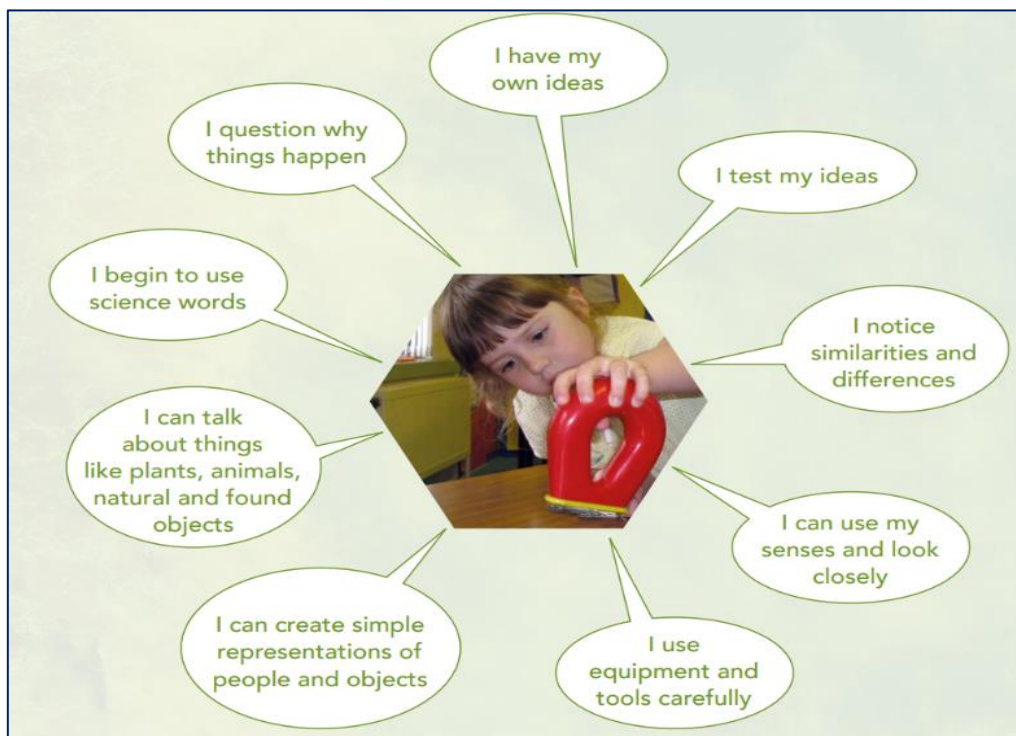 I have my
own ideas
I question why
things happen
I test my ideas
I begin to use
science words
I notice
similarities and
differences
I can talk
about things
like plants, animals,
natural and found
objects
I can use my
senses and look
closely
I can create simple
representations of
people and objects
I use
equipment and
tools carefully